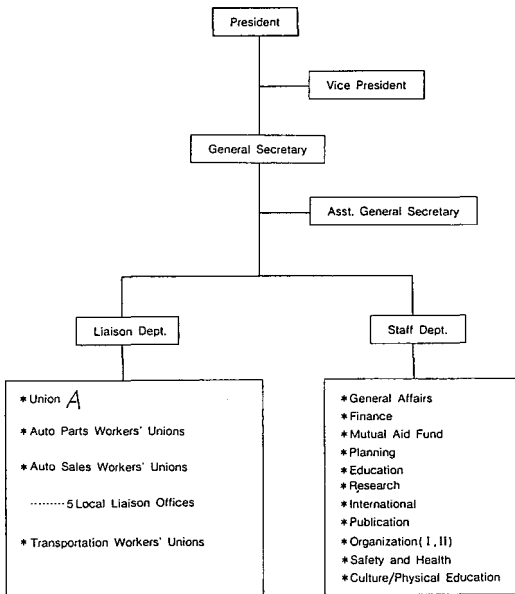 President
Vice President
General Secretary
Asst. General Secretary
Liaison Dept.
Staff Dept.
* Union A
* Auto Parts Workers' Unions
* Auto Sales Workers' Unions
--------- 5 Local Liaison Offices
* Transportation Workers' Unions
* General Affairs
* Finance
* Mutual Aid Fund
* Planning
* Education
* Research
* International
* Publication
* Organization( I , II )
* Safety and Health
* Culture/Physical Education